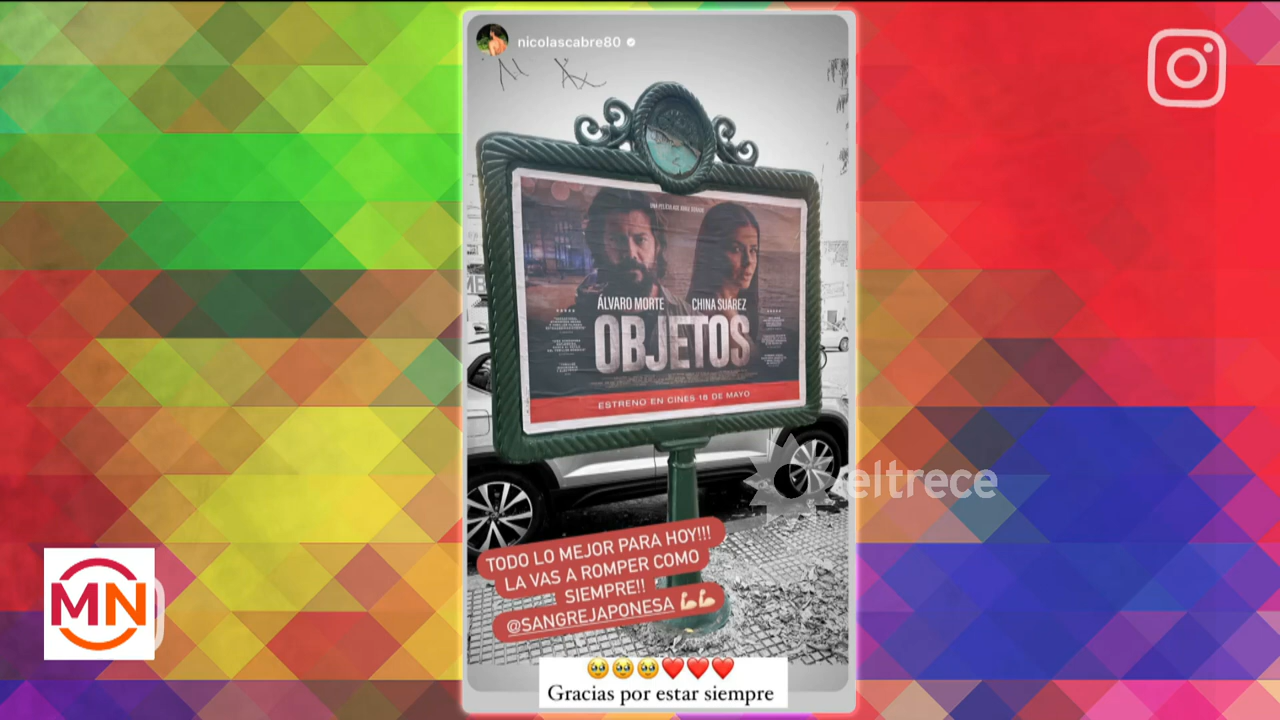 nicolascabre80
ÁLVARO MORTE
CHINA SUÁREZ
OBJETOS
ESTRENO EN CINES 18 DE MAYO
eltrece
TODO LO MEJOR PARA HOY!!!
LA VAS A ROMPER COMO
SIEMPRE!!
@SANGREJAPONESA 💪🏻💪🏻
MN
🥹🥹🥹❤️❤️❤️
Gracias por estar siempre